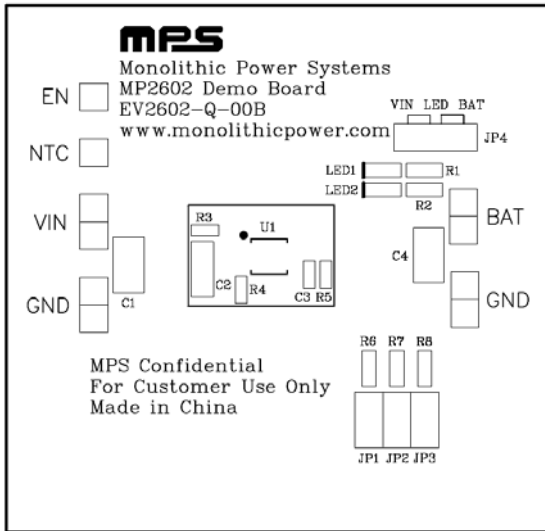 MPS
Monolithic Power Systems
MP2602 Demo Board
EV2602-Q-00B
www.monolithicpower.com
EN
NTC
VIN
GND
C1
VIN LED BAT
JP4
LED1
R1
LED2
R2
BAT
C4
GND
R3
U1
C2
R4
C3 R5
MPS Confidential
For Customer Use Only
Made in China
R6 R7 R8
JP1 JP2 JP3